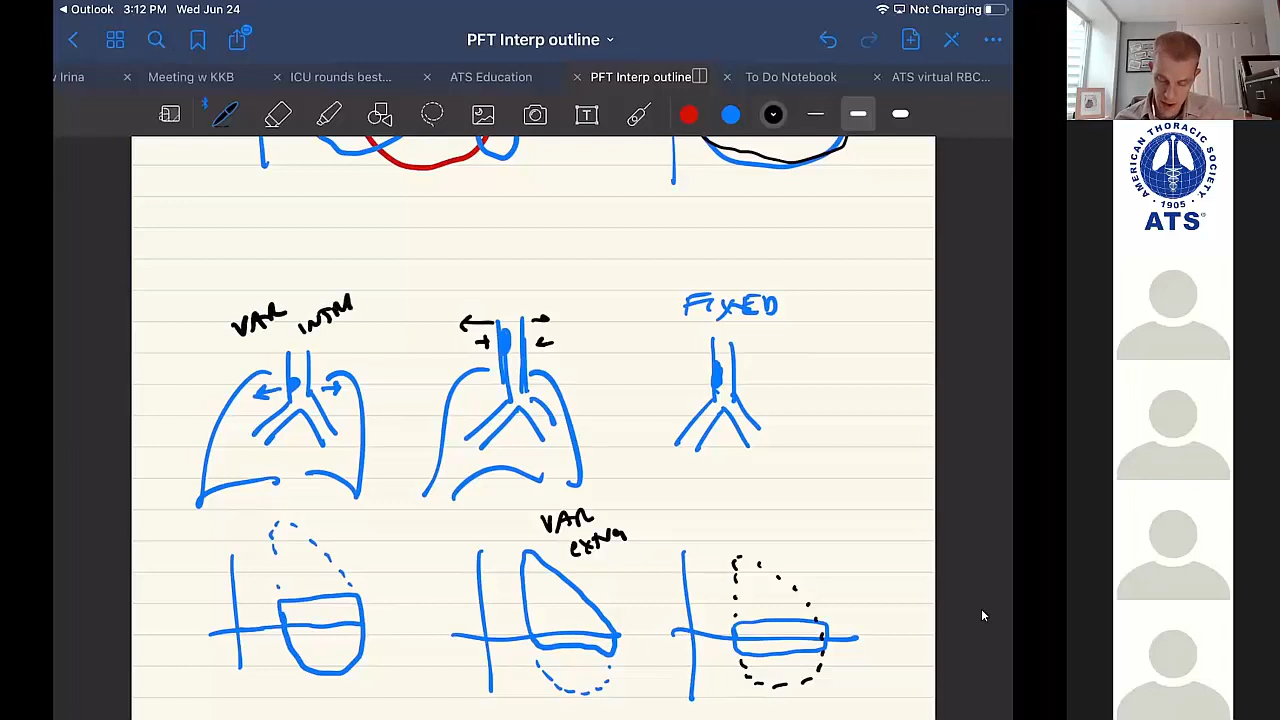 Outlook 3:12 PM Wed Jun 24
Not Charging
PFT Interp outline
w Irina
Meeting w KKB
ICU rounds best...
ATS Education
PFT Interp outline
To Do Notebook
ATS virtual RBC...
T
AMERICAN THORACIC SOCIETY
1905
ATS
VAR
FIXED
VAR
extra